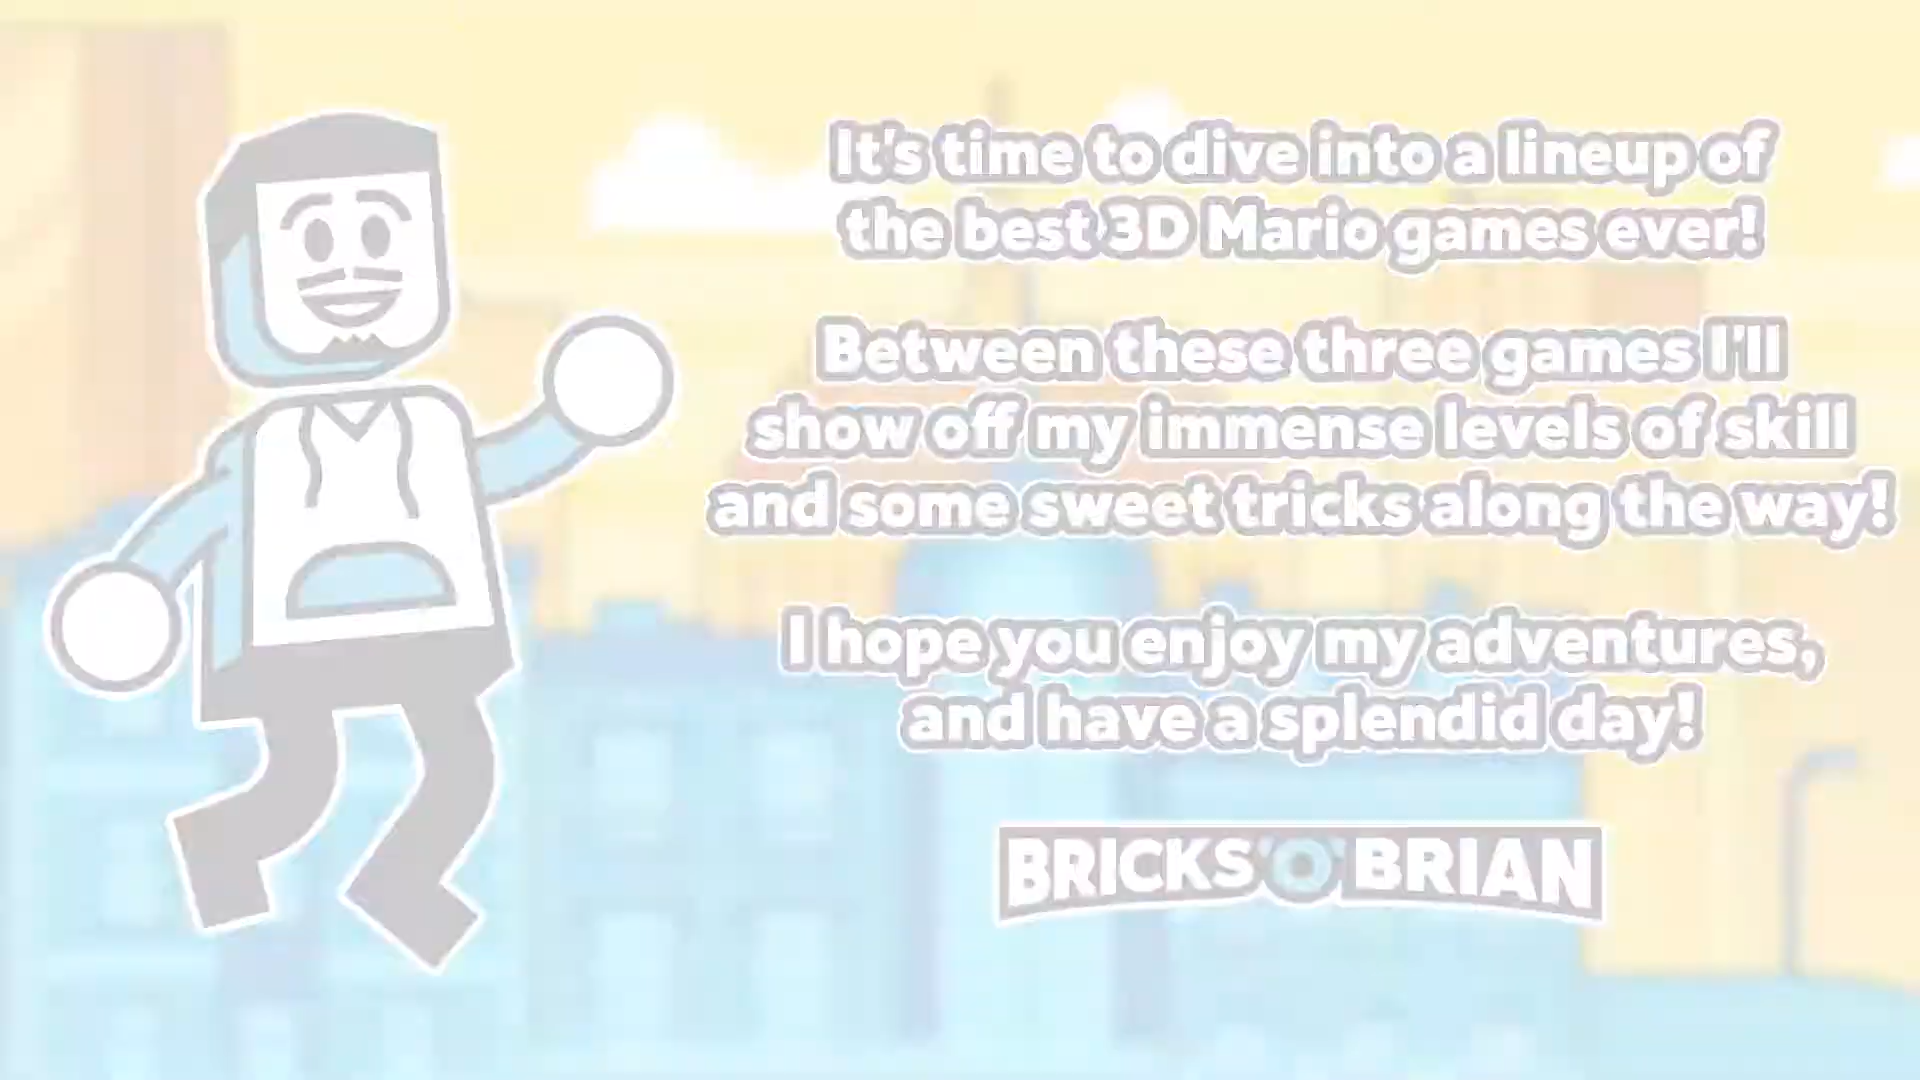 It's time to dive into a lineup of
the best 3D Mario games ever!
Between these three games I'll
show off my immense levels of skill
and some sweet tricks along the way!
I hope you enjoy my adventures,
and have a splendid day!
BRICKS 'O' BRIAN